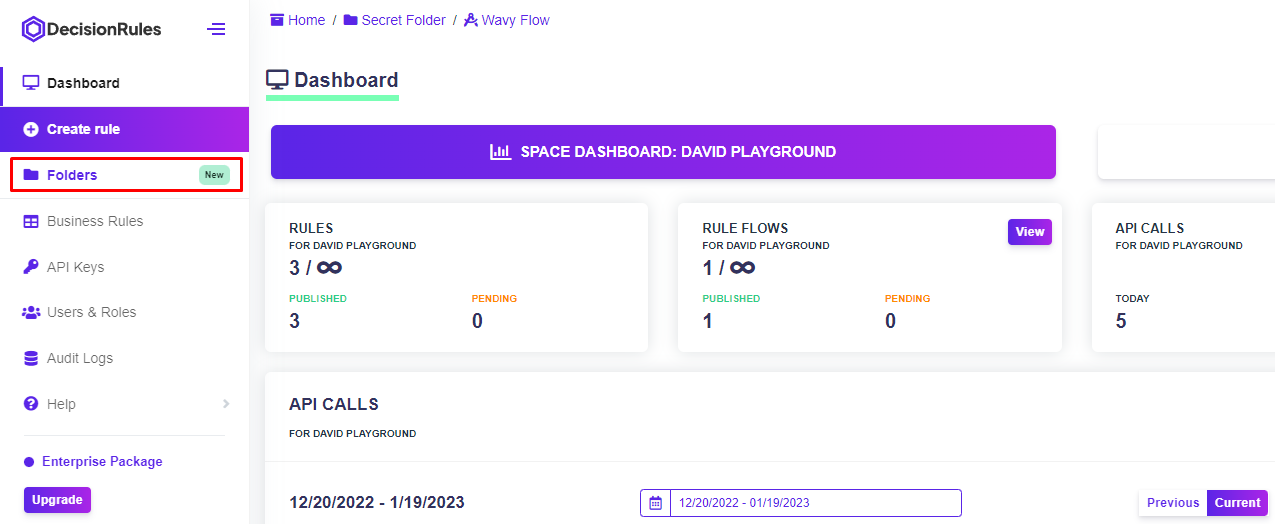 DecisionRules
Home / Secret Folder / Wavy Flow
Dashboard
Create rule
Folders New
Business Rules
API Keys
Users & Roles
Audit Logs
Help
Enterprise Package
Upgrade
Dashboard
SPACE DASHBOARD: DAVID PLAYGROUND
RULES
FOR DAVID PLAYGROUND
3 / ∞
PUBLISHED PENDING
3 0
RULE FLOWS View
FOR DAVID PLAYGROUND
1 / ∞
PUBLISHED PENDING
1 0
API CALLS
FOR DAVID PLAYGROUND
TODAY
5
API CALLS
FOR DAVID PLAYGROUND
12/20/2022 - 1/19/2023 12/20/2022 - 01/19/2023 Previous Current